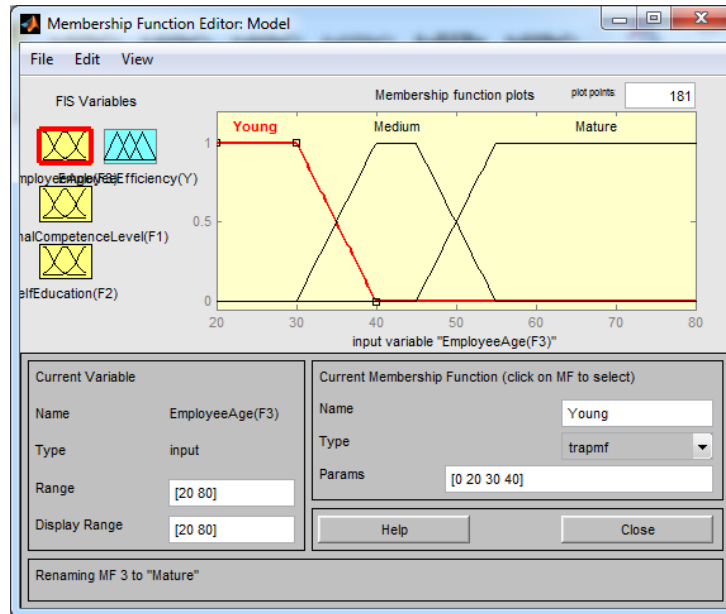 Membership Function Editor: Model
File Edit View
FIS Variables
Membership function plots
plot points:
181
Young
Medium
Mature
1
0.5
0
20 30 40 50 60 70 80
input variable "EmployeeAge(F3)"
Efficiency(Y)
nalCompetenceLevel(F1)
elfEducation(F2)
Current Variable
Name EmployeeAge(F3)
Type input
Range [20 80]
Display Range [20 80]
Current Membership Function (click on MF to select)
Name Young
Type trapmf
Params [0 20 30 40]
Help Close
Renaming MF 3 to "Mature"